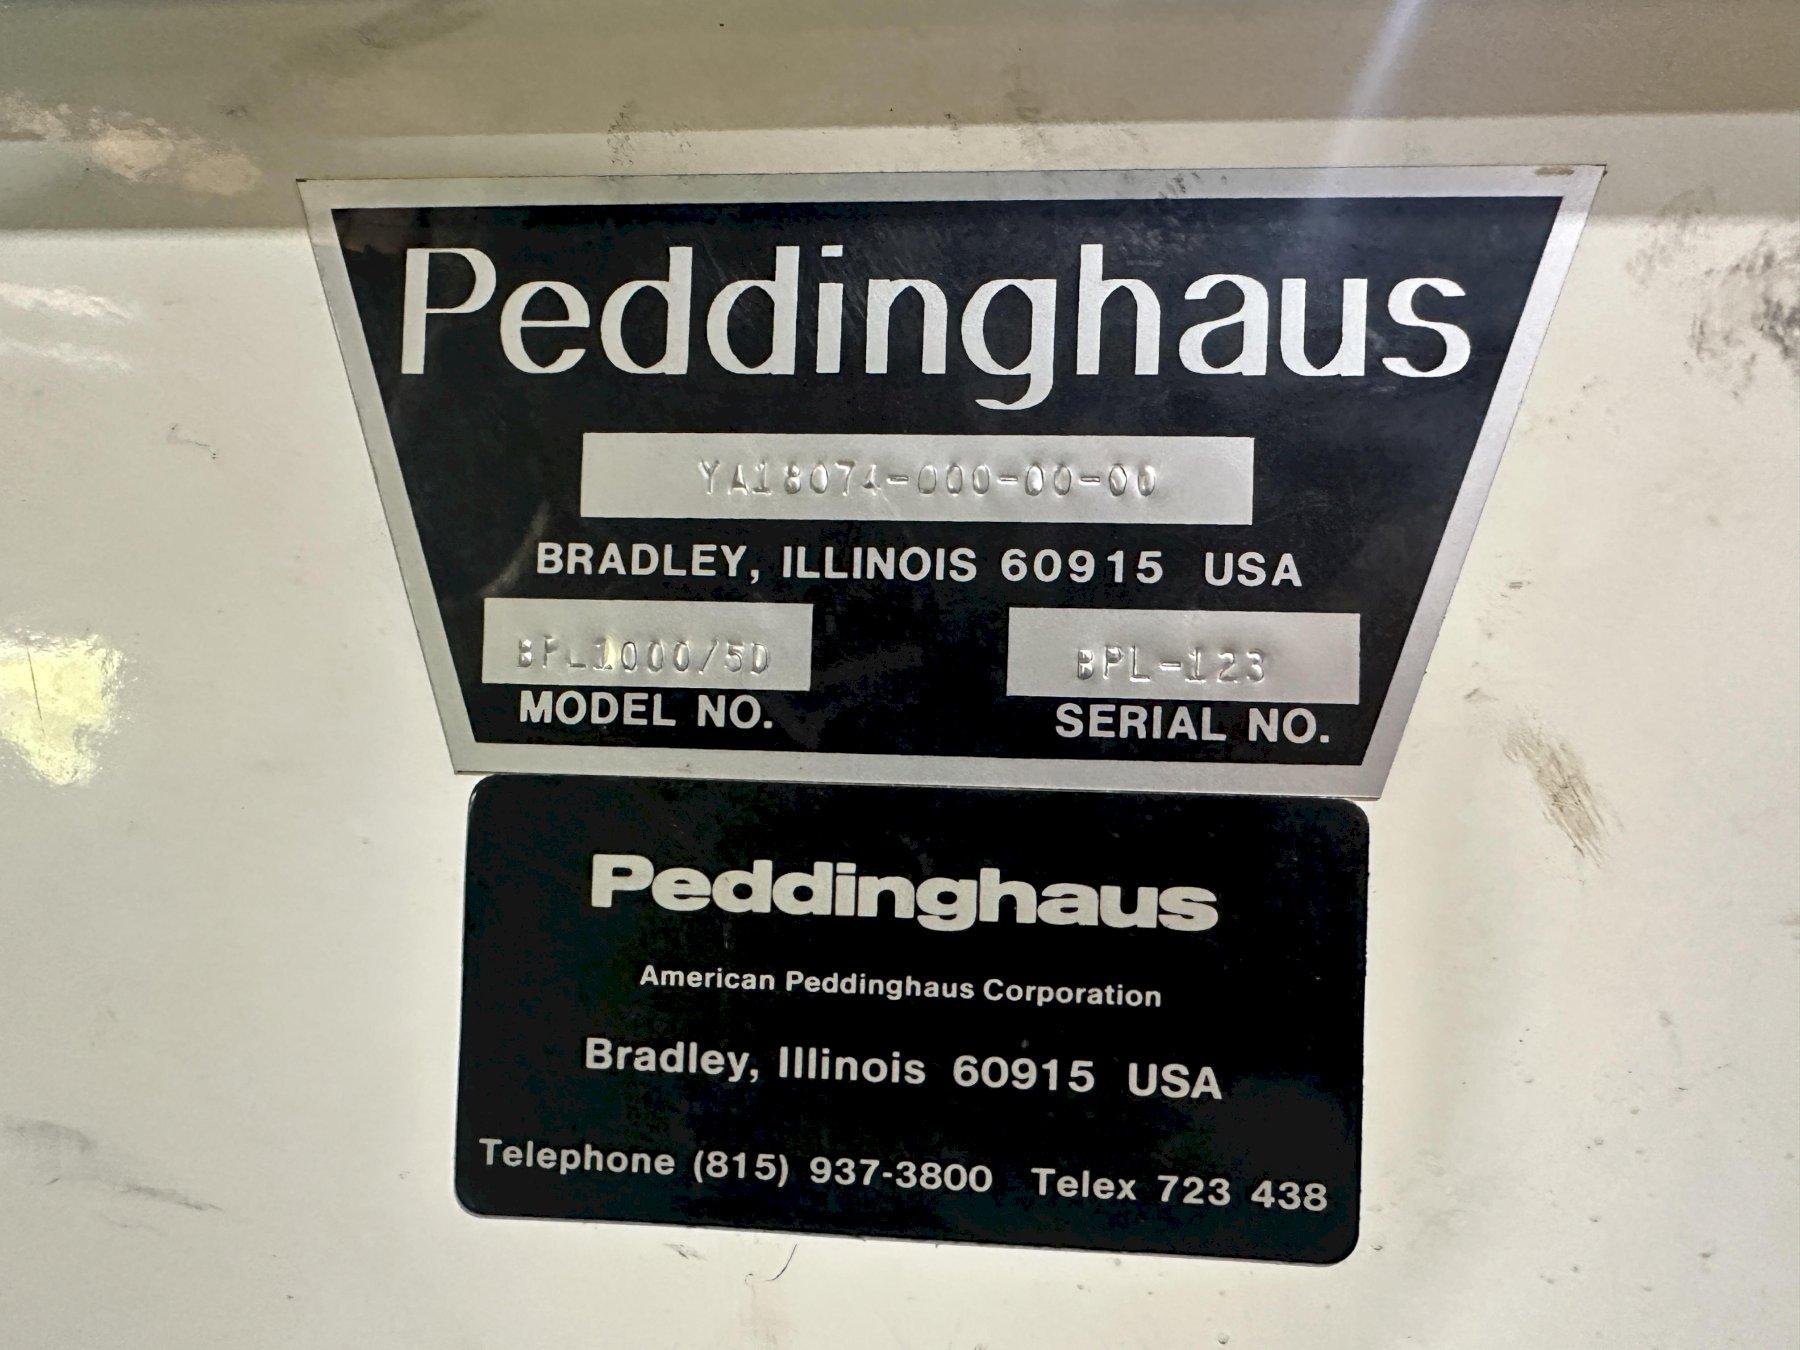 Peddinghaus
YA18074-000-00-00
BRADLEY, ILLINOIS 60915 USA
BPL1000/5D BPL-123
MODEL NO. SERIAL NO.
Peddinghaus
American Peddinghaus Corporation
Bradley, Illinois 60915 USA
Telephone (815) 937-3800 Telex 723 438